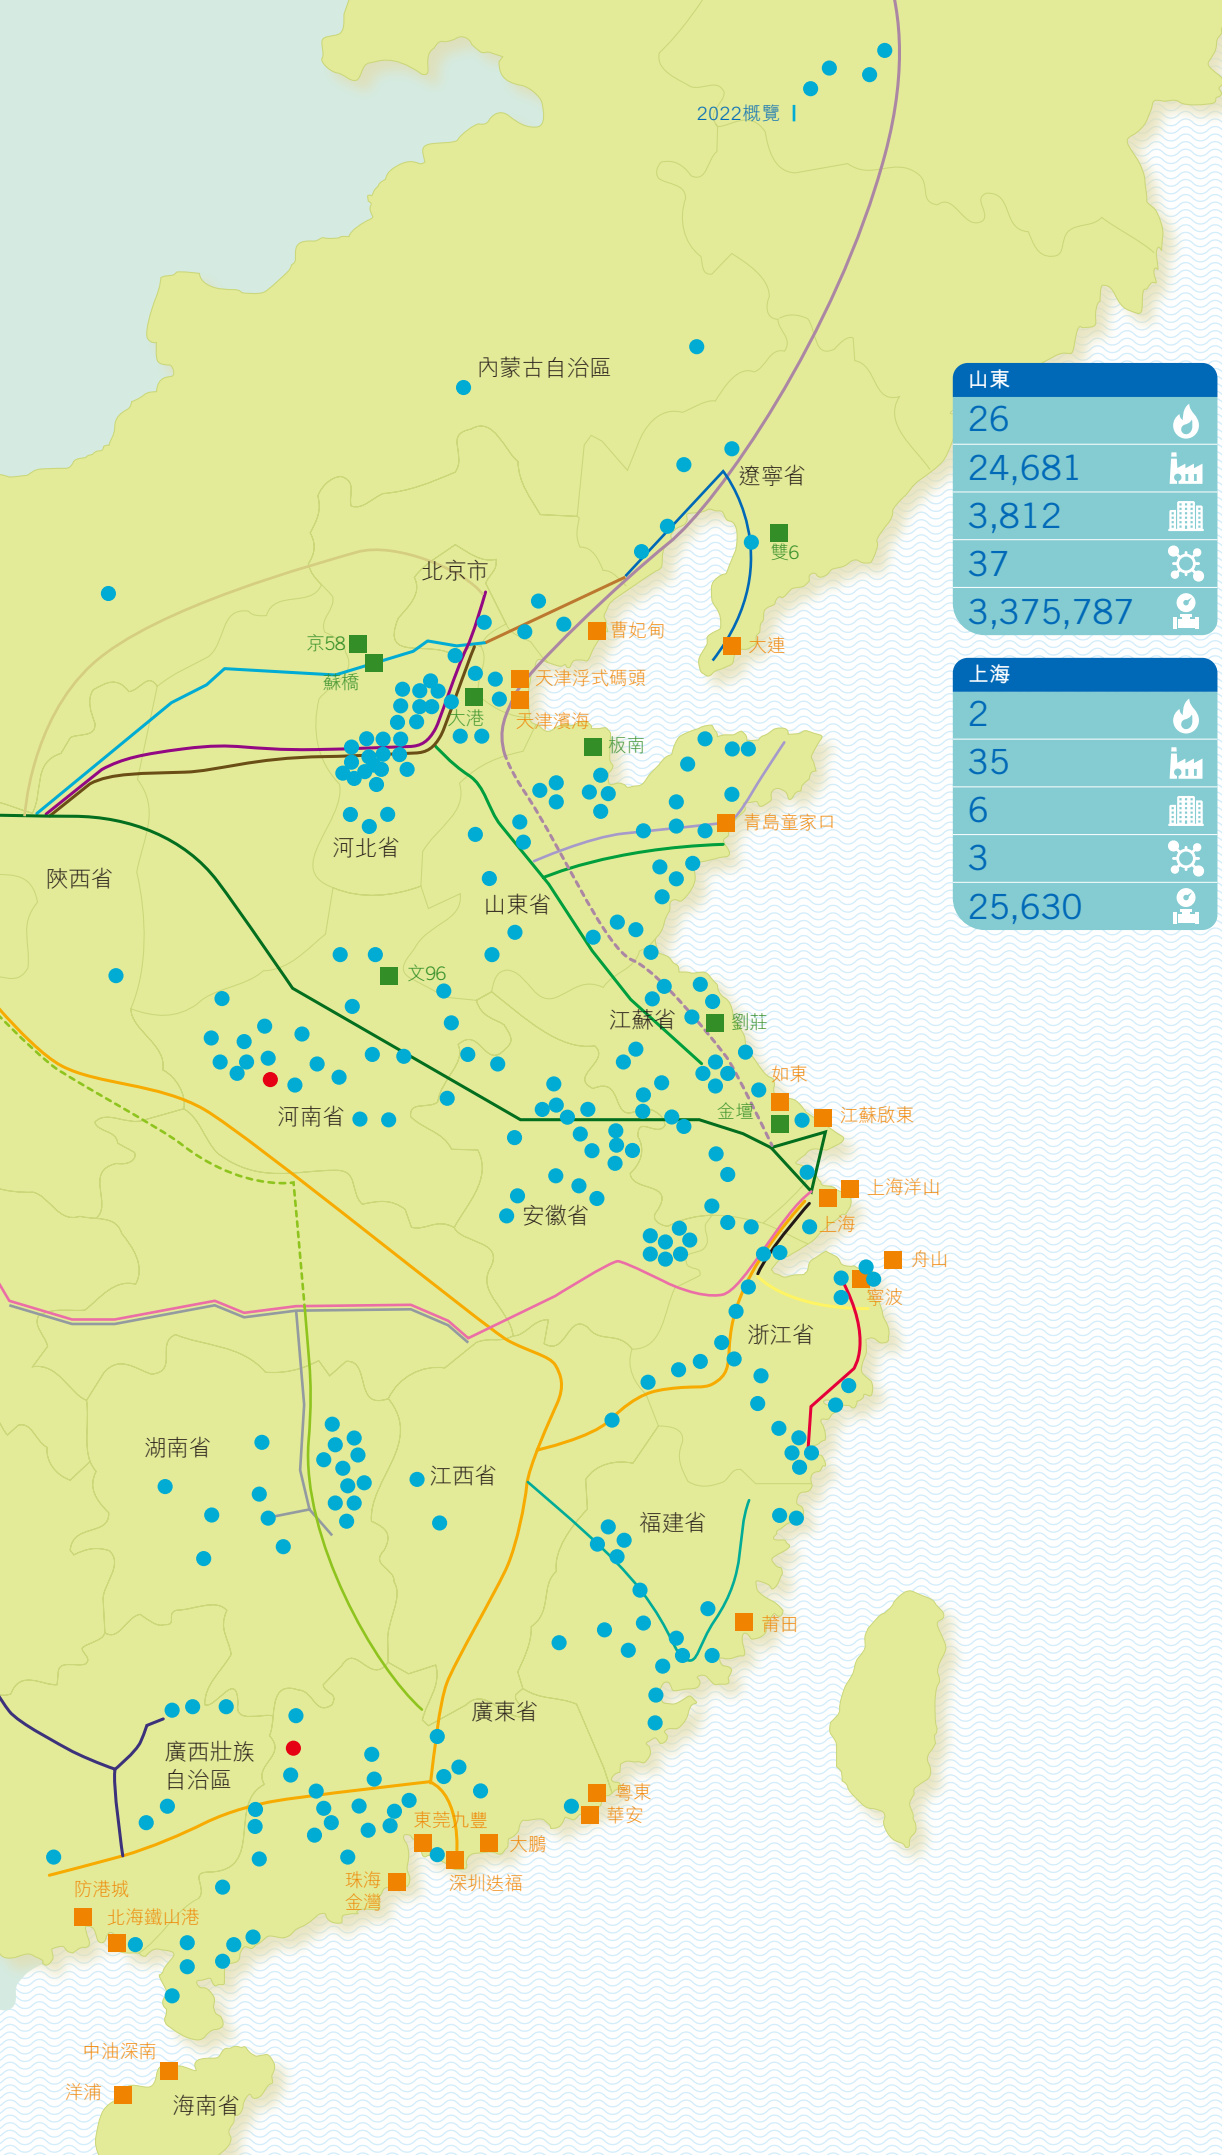 2022概覽
內蒙古自治區
山東
26
24,681
3,812
37
3,375,787
遼寧省
雙6
北京市
京58
曹妃甸
大連
蘇橋
天津浮式碼頭
大港
天津濱海
上海
2
35
6
3
25,630
板南
青島董家口
河北省
陝西省
山東省
文96
江蘇省
劉莊
如東
金壇
江蘇啟東
河南省
上海洋山
安徽省
上海
舟山
寧波
浙江省
湖南省
江西省
福建省
莆田
廣東省
廣西壯族
自治區
粵東
華安
東莞九豐
大鵬
珠海
金灣
深圳迭福
防港城
北海鐵山港
中油深南
洋浦
海南省